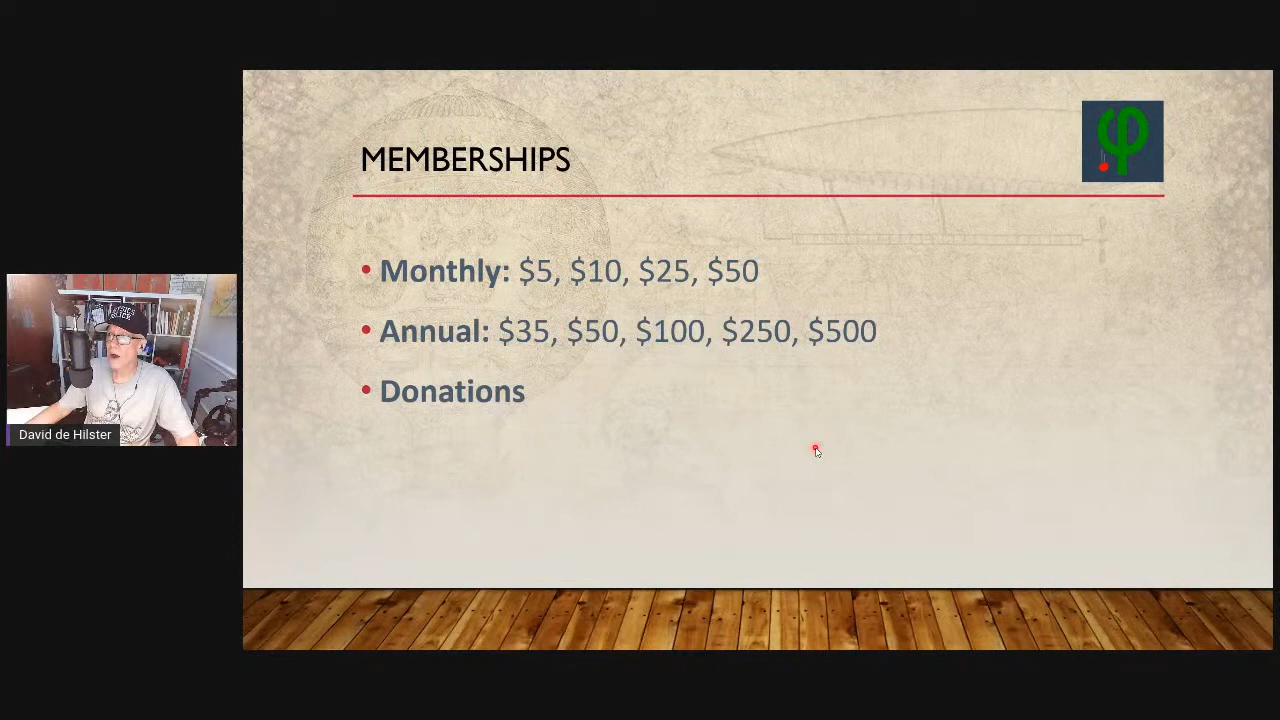 MEMBERSHIPS
• Monthly: $5, $10, $25, $50
• Annual: $35, $50, $100, $250, $500
• Donations
David de Hilster